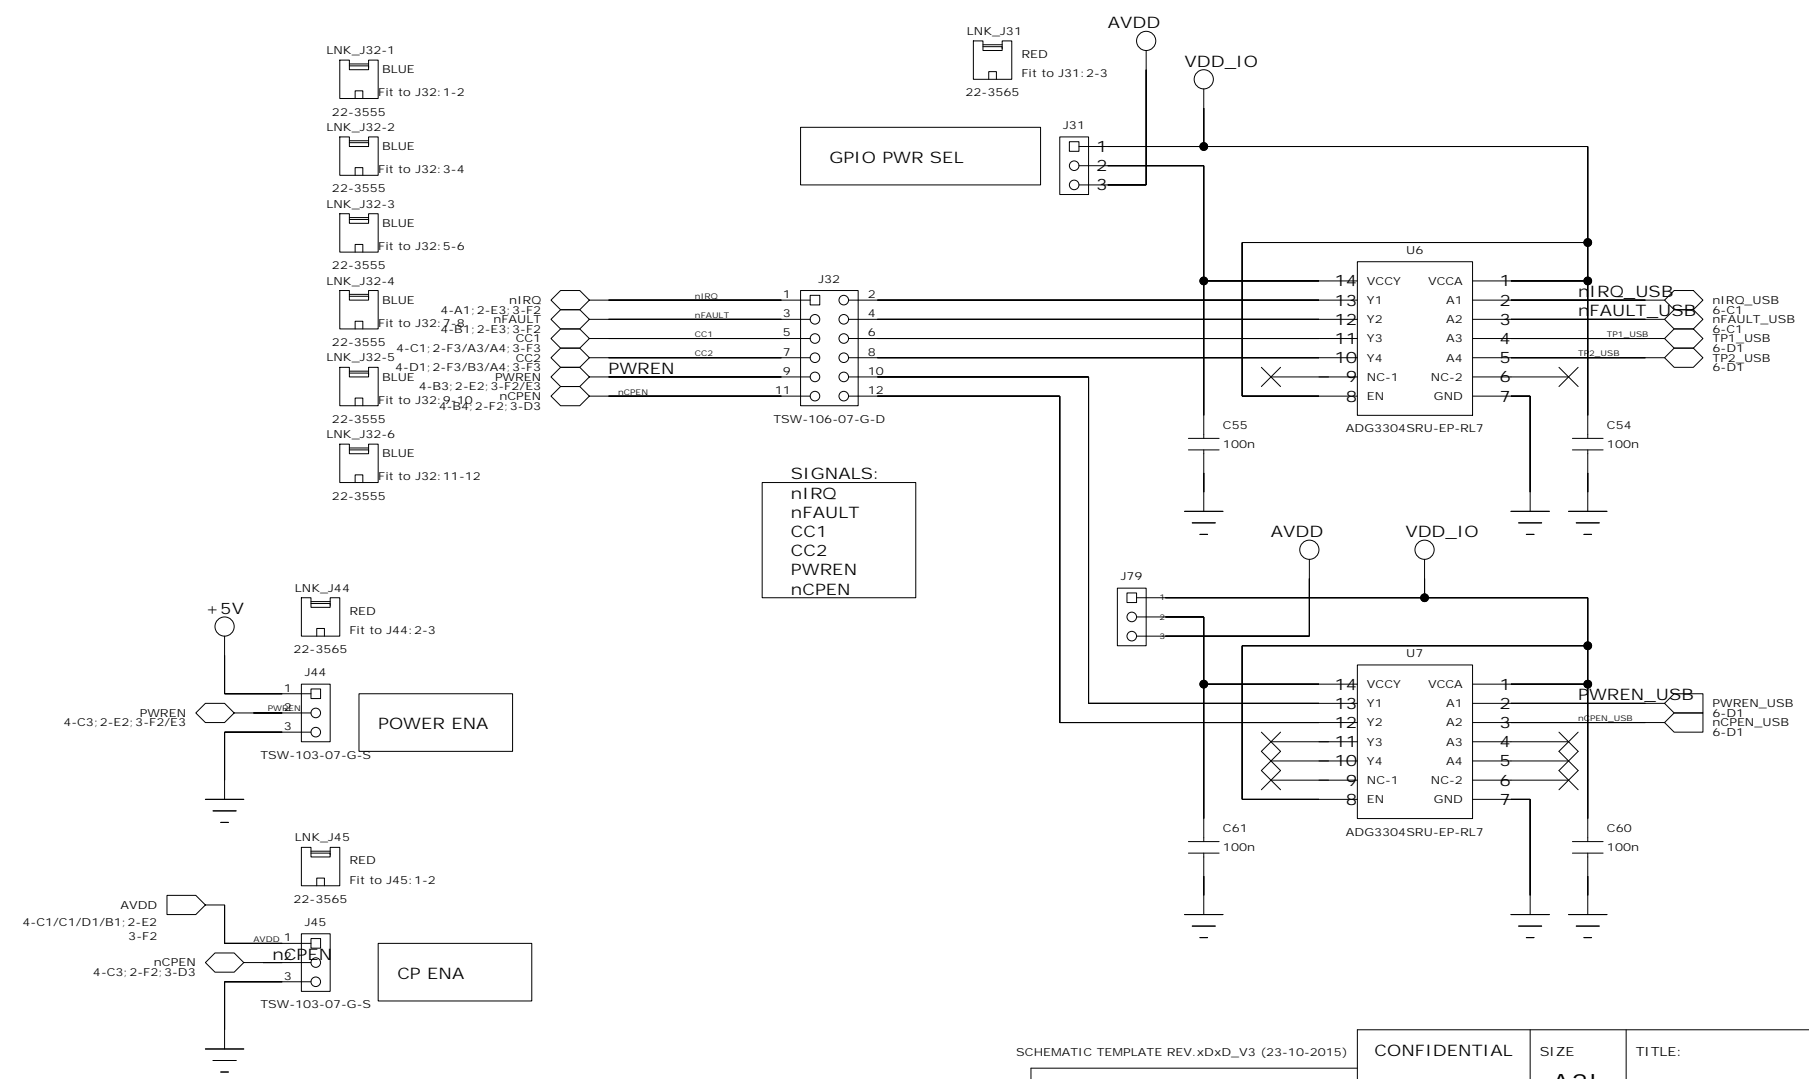 LNK_J32-1
BLUE
Fit to J32:1-2
22-3555
LNK_J32-2
BLUE
Fit to J32:3-4
22-3555
LNK_J32-3
BLUE
Fit to J32:5-6
22-3555
LNK_J32-4
BLUE
Fit to J32:7-8
22-3555
LNK_J32-5
BLUE
Fit to J32:9-10
22-3555
LNK_J32-6
BLUE
Fit to J32:11-12
22-3555
nIRQ
4-A1;2-E3;3-F2
nFAULT
4-B1;2-E3;3-F2
CC1
4-C1;2-F3/A3/A4;3-F3
CC2
4-D1;2-F3/B3/A4;3-F3
PWREN
4-B3;2-E2;3-F2/E3
nCPEN
4-B4;2-F2;3-D3
nIRQ
nFAULT
CC1
CC2
PWREN
nCPEN
J32
1 2
3 4
5 6
7 8
9 10
11 12
TSW-106-07-G-D
SIGNALS:
nIRQ
nFAULT
CC1
CC2
PWREN
nCPEN
LNK_J31
RED
Fit to J31:2-3
22-3565
AVDD
VDD_IO
GPIO PWR SEL
J31
1
2
3
U6
14 VCCY VCCA 1
13 Y1 A1 2
12 Y2 A2 3
11 Y3 A3 4
10 Y4 A4 5
9 NC-1 NC-2 6
8 EN GND 7
ADG3304SRU-EP-RL7
nIRQ_USB
nFAULT_USB
TP1_USB
TP2_USB
nIRQ_USB
6-C1
nFAULT_USB
6-C1
TP1_USB
6-D1
TP2_USB
6-D1
C55
100n
C54
100n
AVDD
VDD_IO
J79
1
2
3
U7
14 VCCY VCCA 1
13 Y1 A1 2
12 Y2 A2 3
11 Y3 A3 4
10 Y4 A4 5
9 NC-1 NC-2 6
8 EN GND 7
ADG3304SRU-EP-RL7
PWREN_USB
nCPEN_USB
PWREN_USB
6-D1
nCPEN_USB
6-D1
C61
100n
C60
100n
+5V
LNK_J44
RED
Fit to J44:2-3
22-3565
J44
1
2
3
PWREN
4-C3;2-E2;3-F2/E3
PWREN
TSW-103-07-G-S
POWER ENA
LNK_J45
RED
Fit to J45:1-2
22-3565
AVDD
4-C1/C1/D1/B1;2-E2
3-F2
J45
AVDD 1
nCPEN
2
3
nCPEN
4-C3;2-F2;3-D3
TSW-103-07-G-S
CP ENA
SCHEMATIC TEMPLATE REV.xDxD_V3 (23-10-2015)
CONFIDENTIAL
SIZE
TITLE: